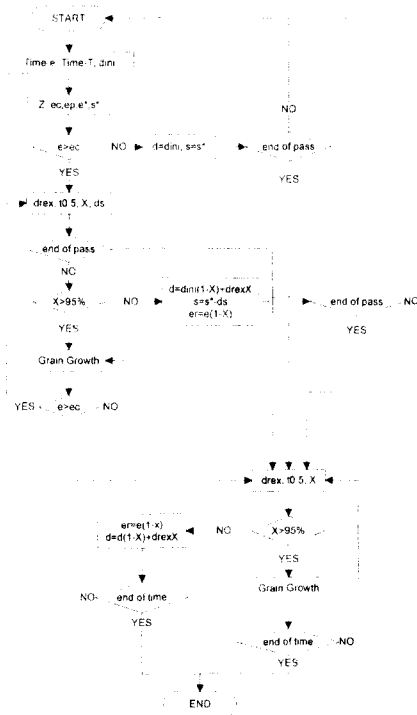 START
Time.e. Time-T, dini
Z ec,ep,e*,s*
NO
e>ec NO d=dini, s=s* end of pass
YES YES
drex, t0 5, X, ds
end of pass
NO
d=dini(1-X)+drexX
X>95% NO s=s*-ds end of pass NO
er=e(1-X)
YES YES
Grain Growth
YES e>ec NO
drex, t0 5, X
er=e(1-x)
d=d(1-X)+drexX NO X>95%
YES
Grain Growth
NO end of time
YES end of time NO
YES
END